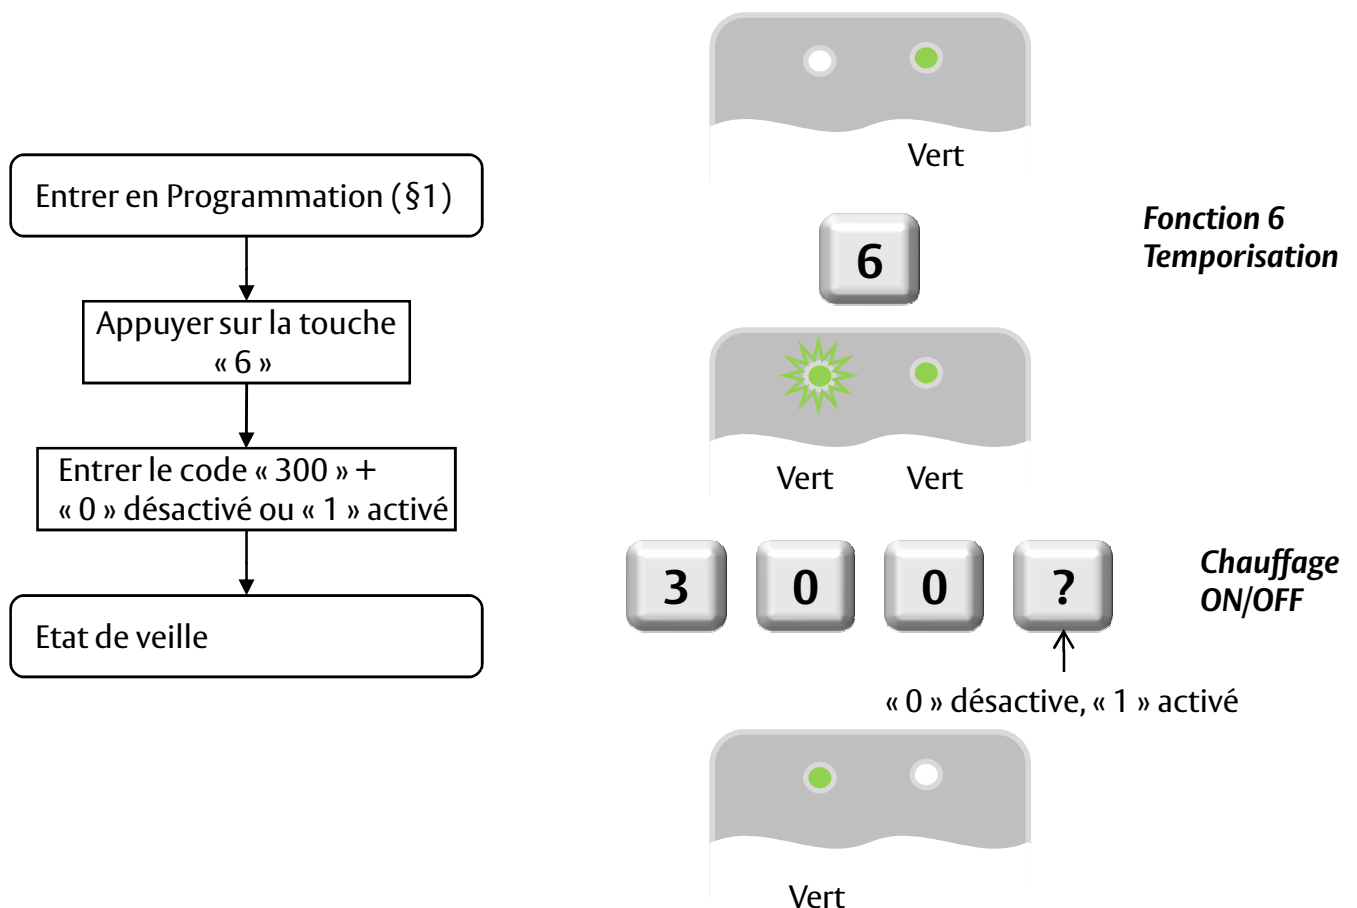 Entrer en Programmation (§1)
Appuyer sur la touche
« 6 »
Entrer le code « 300 » +
« 0 » désactivé ou « 1 » activé
Etat de veille
Vert
6
Fonction 6
Temporisation
Vert Vert
3 0 0 ?
Chauffage
ON/OFF
« 0 » désactive, « 1 » activé
Vert